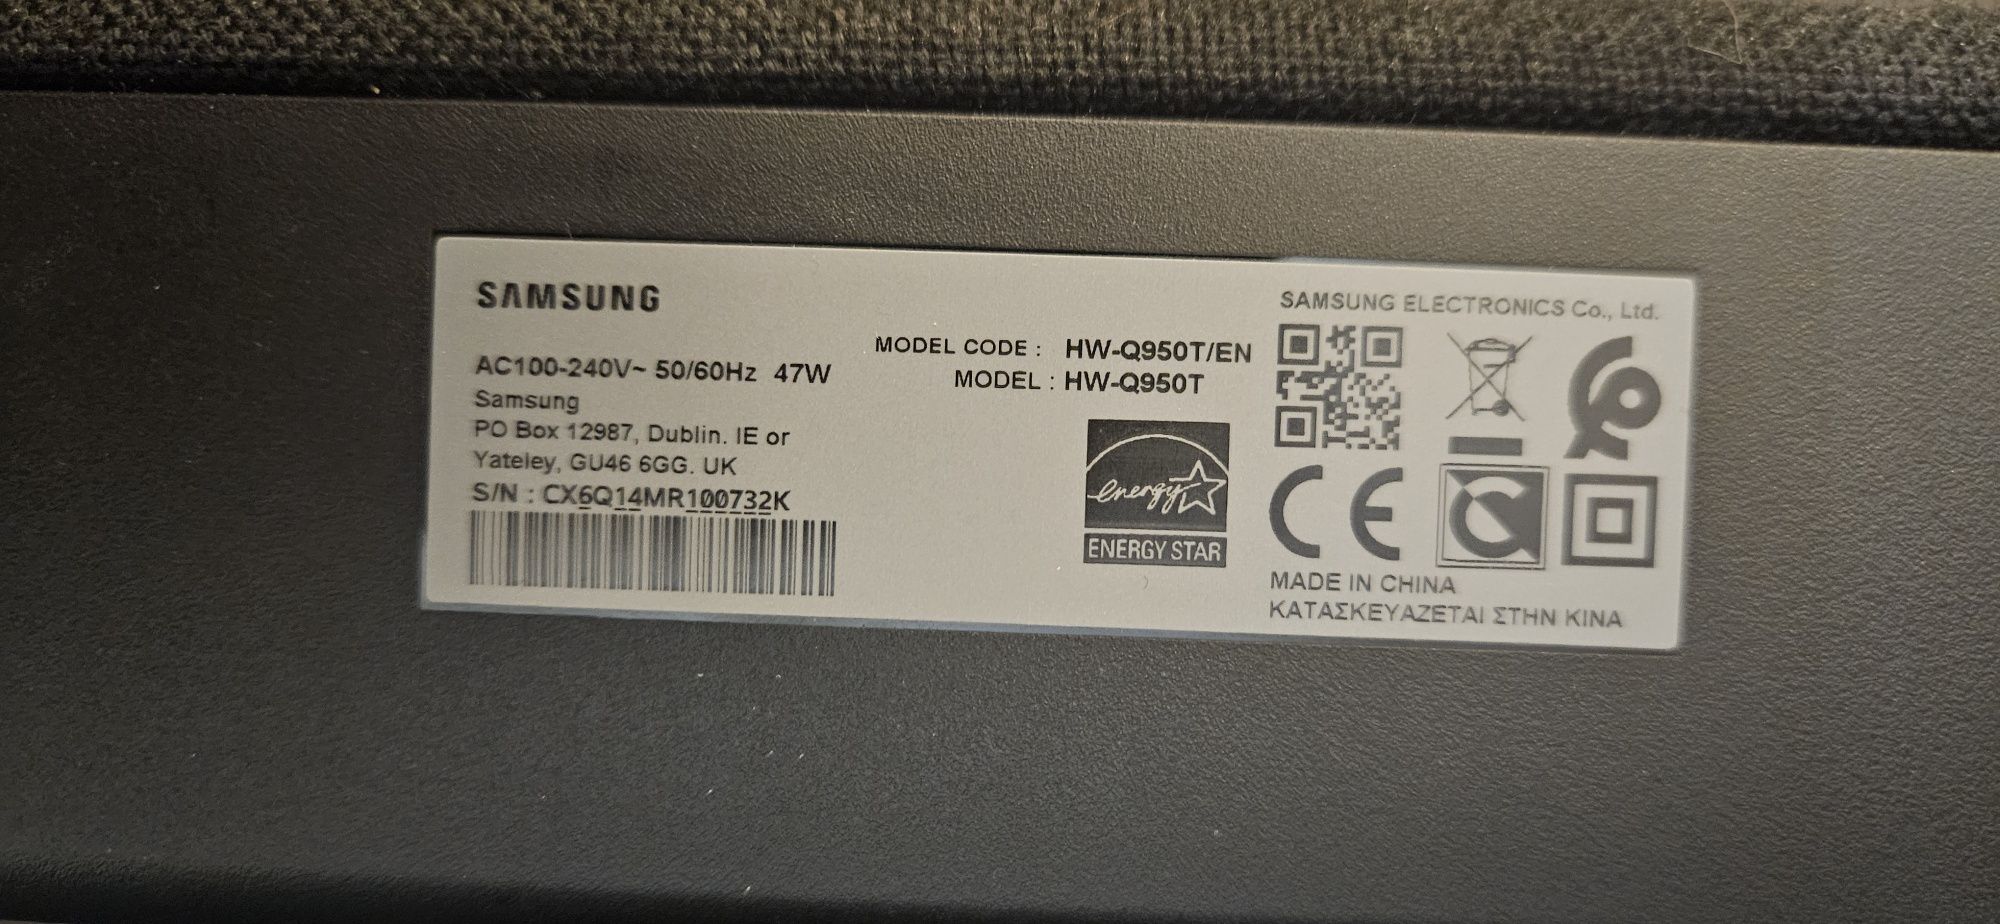 SAMSUNG
AC100-240V~ 50/60Hz 47W
Samsung
PO Box 12987, Dublin. IE or
Yateley, GU46 6GG. UK
S/N : CX6Q14MR100732K
MODEL CODE : HW-Q950T/EN
MODEL : HW-Q950T
energy
ENERGY STAR
SAMSUNG ELECTRONICS Co., Ltd.
CE
MADE IN CHINA
ΚΑΤΑΣΚΕΥΑΖΕΤΑΙ ΣΤΗΝ ΚΙΝΑ